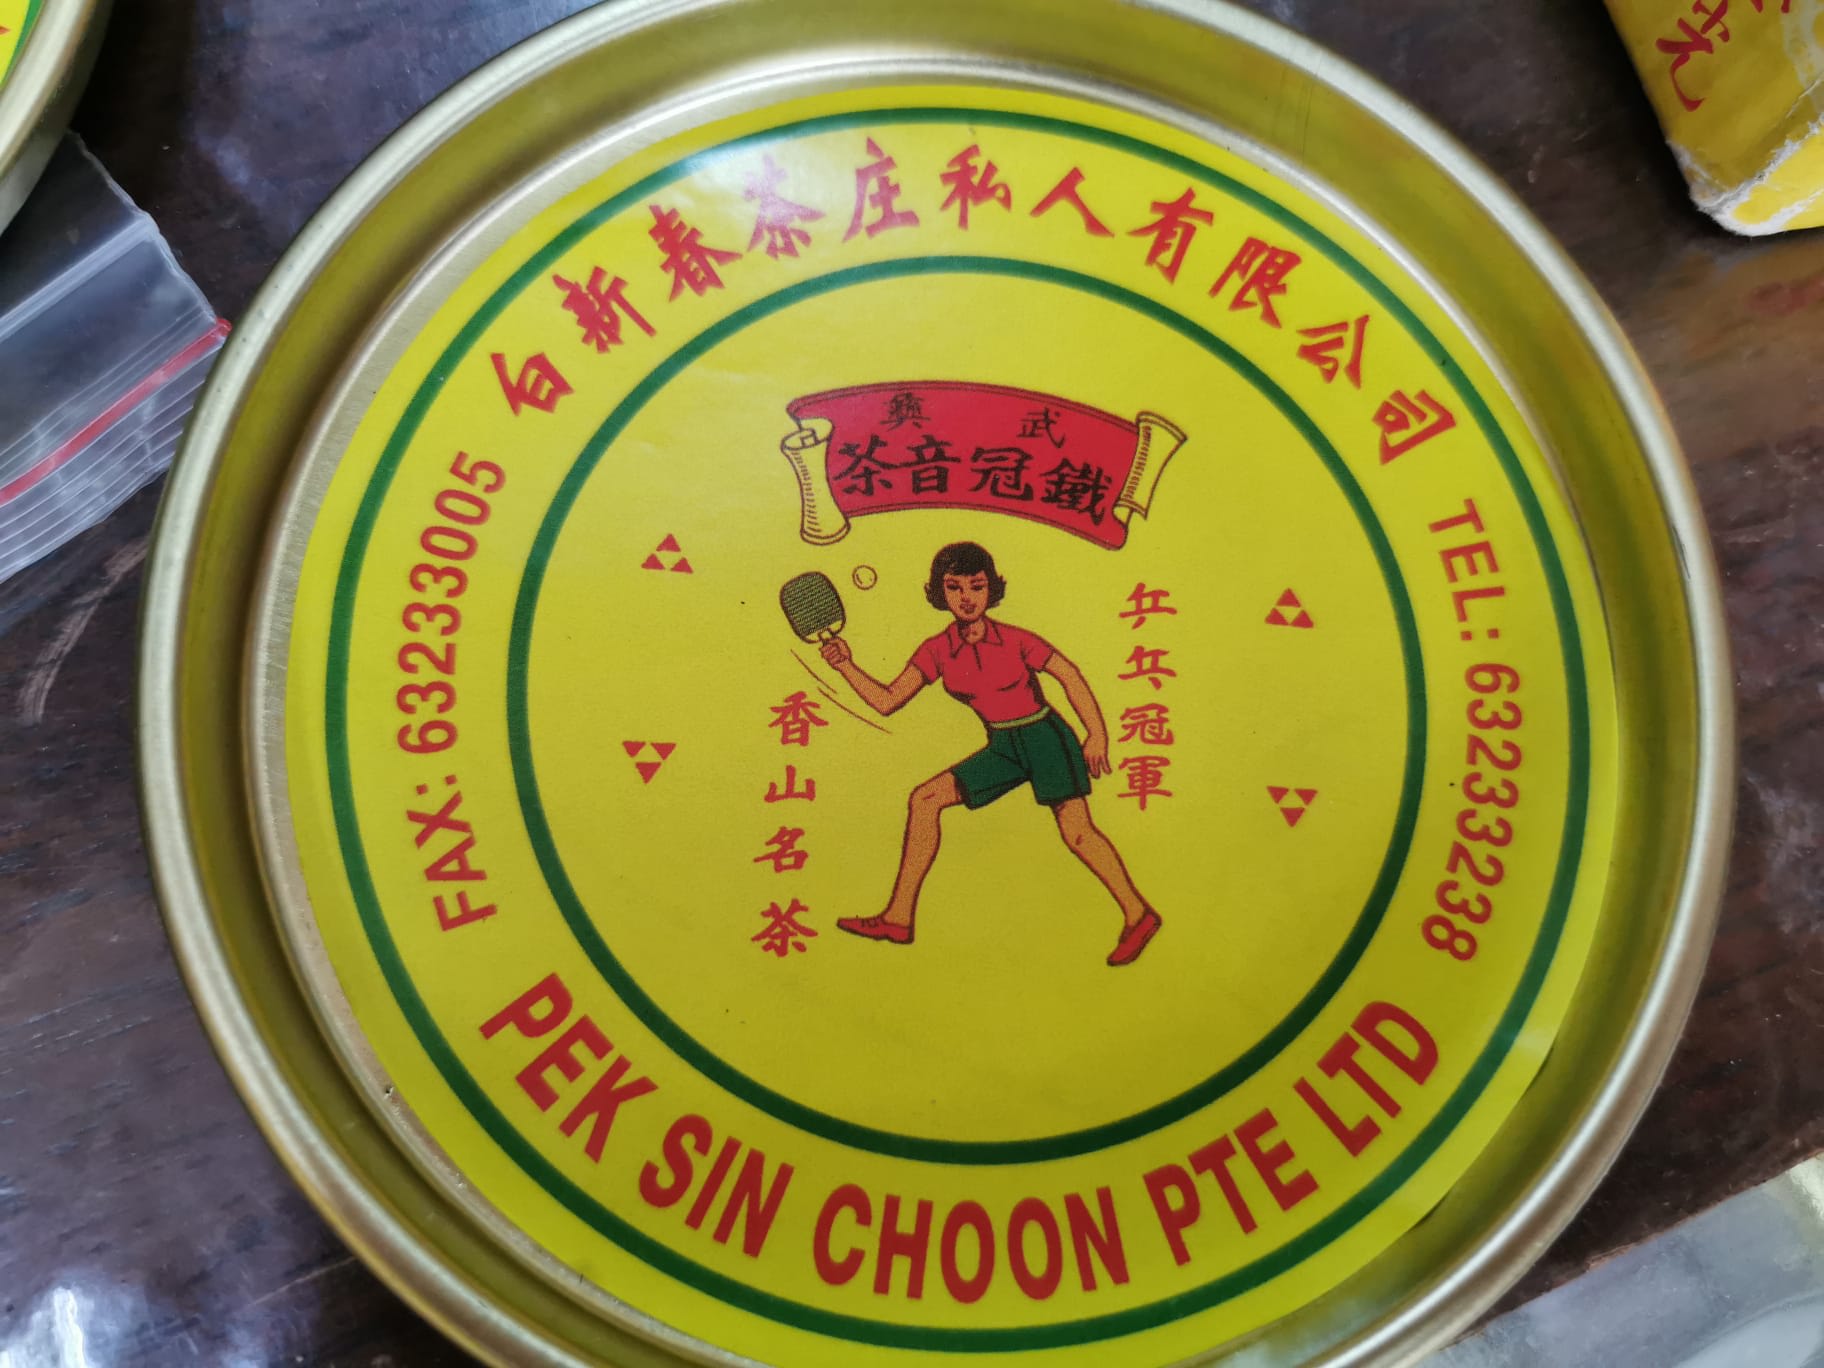 白新春茶庄私人有限公司
TEL: 63233238
FAX: 63233005
武彝
鐵冠音茶
乒乓冠軍
香山名茶
PEK SIN CHOON PTE LTD